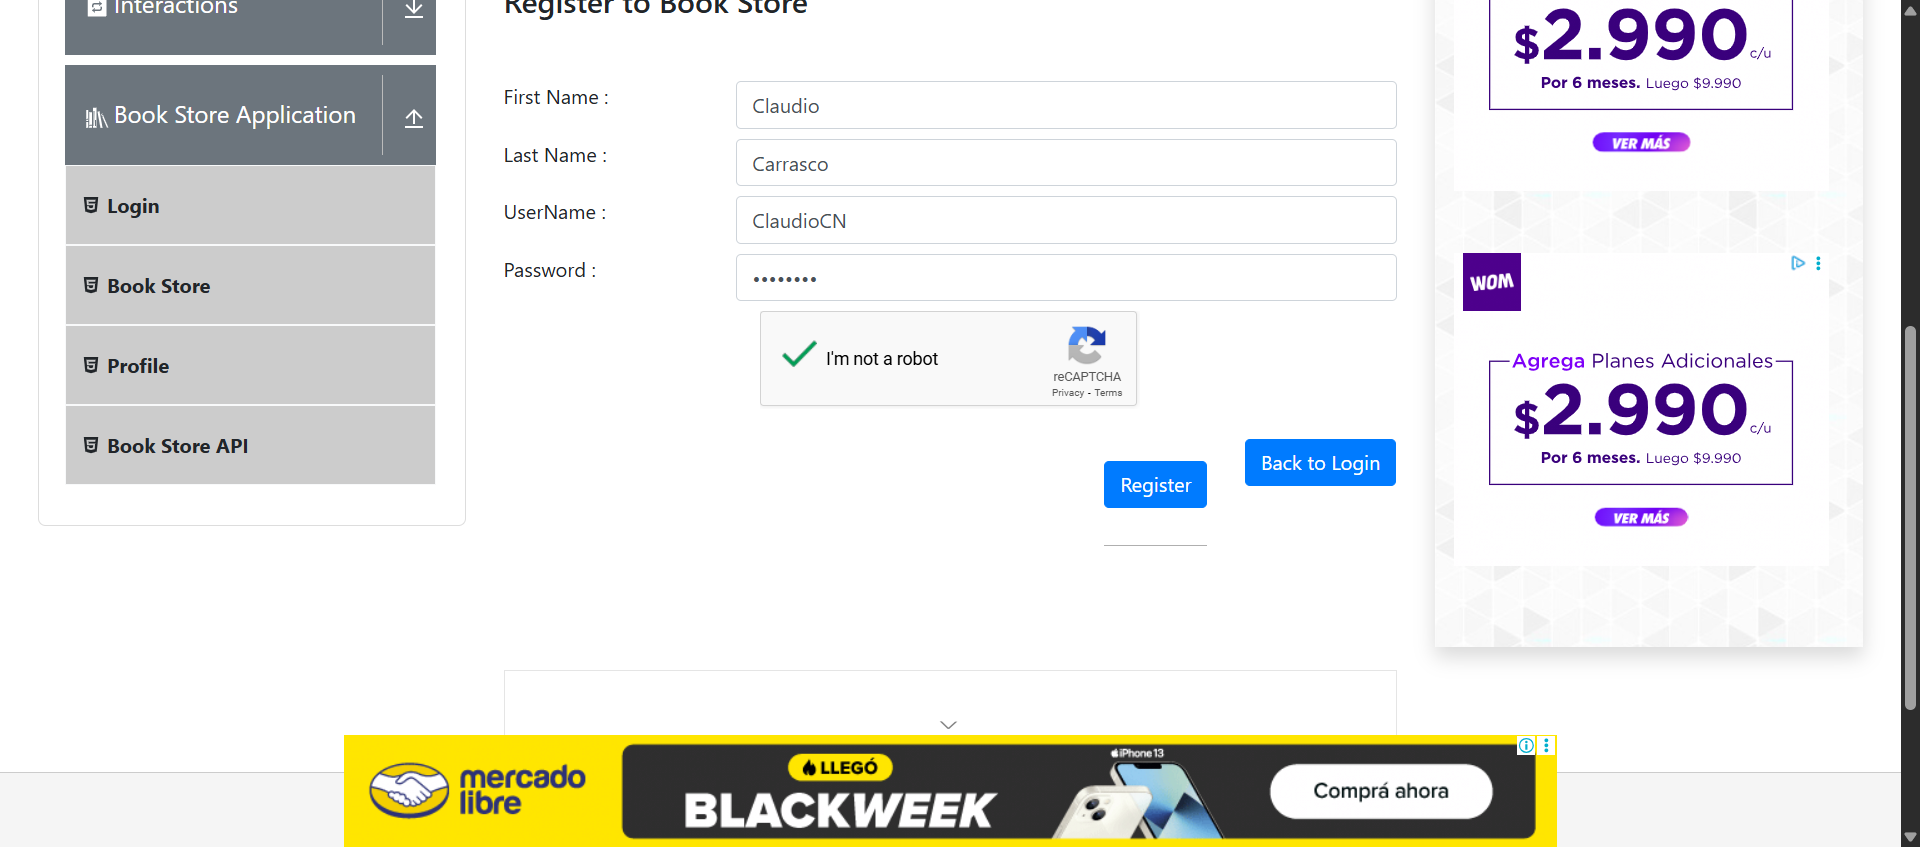 Interactions
Book Store Application
Login
Book Store
Profile
Book Store API
Register to Book Store
First Name :
Claudio
Last Name :
Carrasco
UserName :
ClaudioCN
Password :
••••••••
I'm not a robot
reCAPTCHA
Privacy - Terms
Register
Back to Login
$2.990 c/u
Por 6 meses. Luego $9.990
VER MÁS
WOM
Agrega Planes Adicionales
$2.990 c/u
Por 6 meses. Luego $9.990
VER MÁS
mercado
libre
LLEGÓ
BLACKWEEK
iPhone 13
Comprá ahora